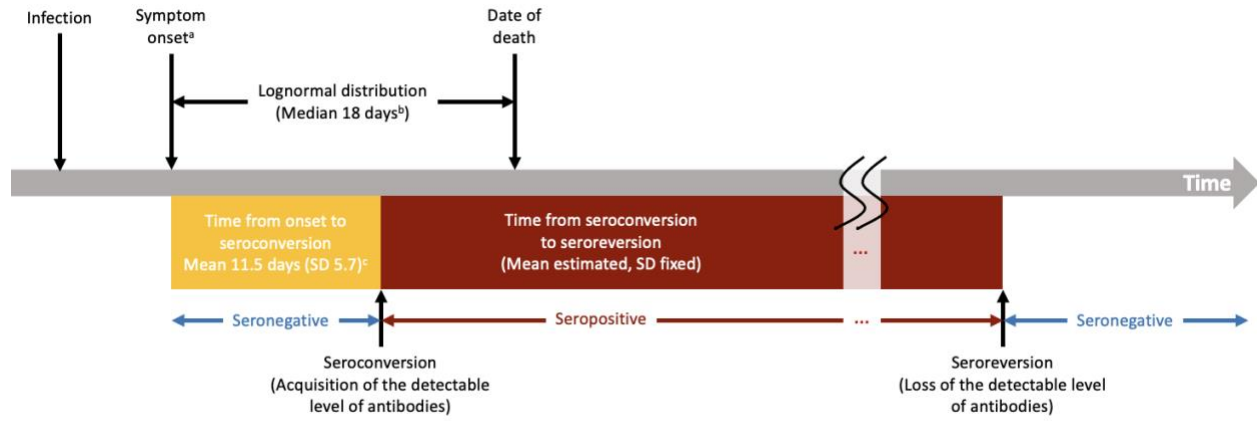 Infection
Symptom
onsetᵃ
Date of
death
Lognormal distribution
(Median 18 daysᵇ)
Time
Time from onset to
seroconversion
Mean 11.5 days (SD 5.7)ᶜ
Time from seroconversion
to seroreversion
(Mean estimated, SD fixed)
...
Seronegative
Seropositive
...
Seronegative
Seroconversion
(Acquisition of the detectable
level of antibodies)
Seroreversion
(Loss of the detectable level
of antibodies)